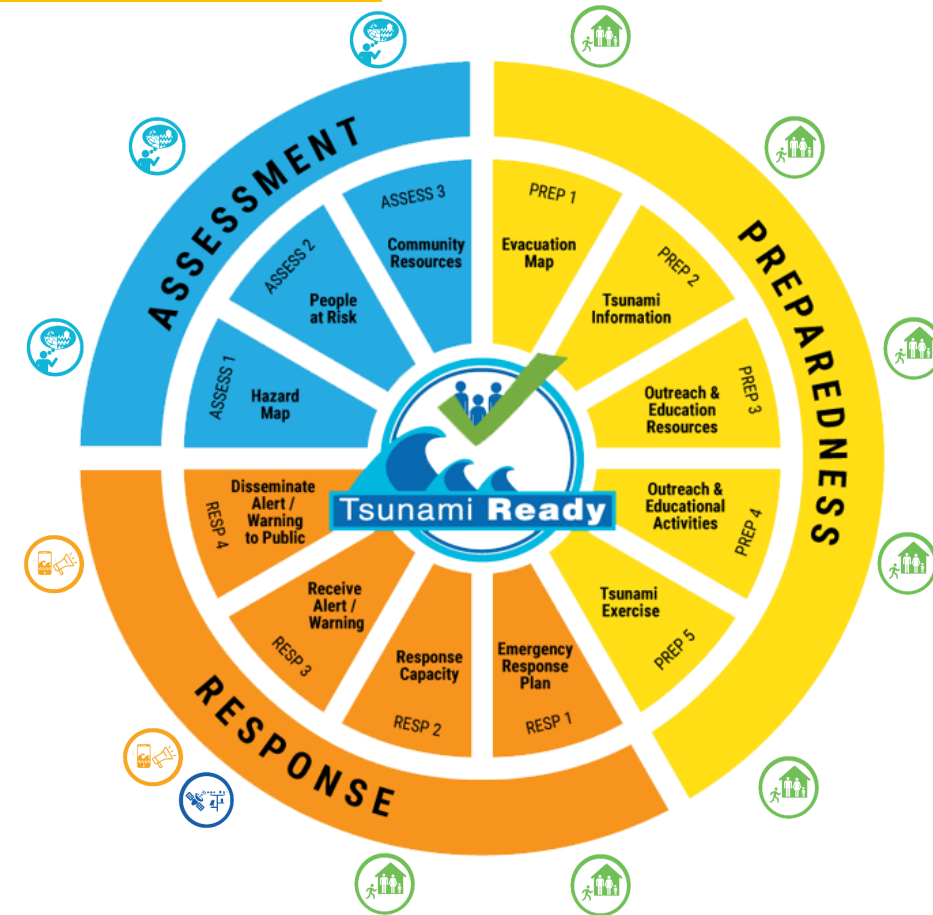 ASSESSMENT
ASSESS 1
Hazard
Map
ASSESS 2
People
at Risk
ASSESS 3
Community
Resources
PREPAREDNESS
PREP 1
Evacuation
Map
PREP 2
Tsunami
Information
PREP 3
Outreach &
Education
Resources
PREP 4
Outreach &
Educational
Activities
PREP 5
Tsunami
Exercise
RESPONSE
RESP 1
Emergency
Response
Plan
RESP 2
Response
Capacity
RESP 3
Receive
Alert /
Warning
RESP 4
Disseminate
Alert /
Warning
to Public
Tsunami Ready